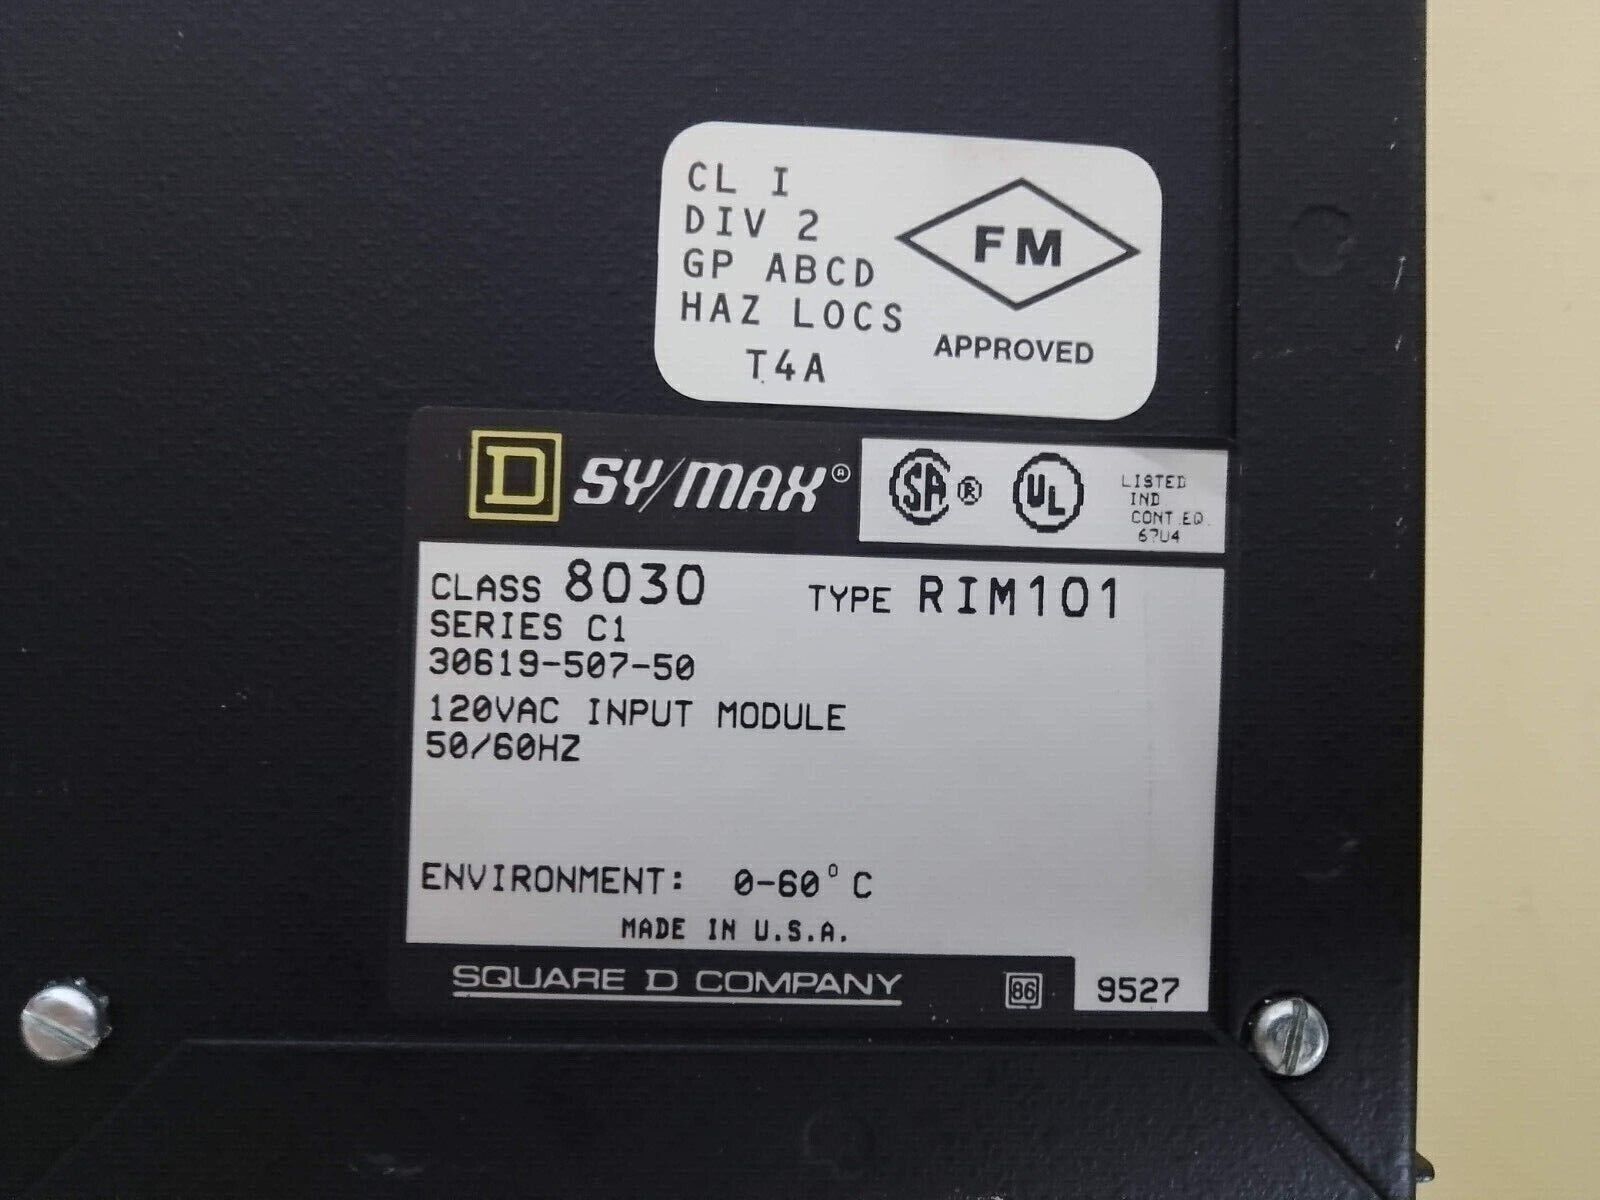 CL I
DIV 2
GP ABCD
HAZ LOCS
T4A
FM
APPROVED
D SY/MAX®
SA ®
UL
LISTED
IND
CONT.EQ.
67U4
CLASS 8030 TYPE RIM101
SERIES C1
30619-507-50
120VAC INPUT MODULE
50/60HZ
ENVIRONMENT: 0-60° C
MADE IN U.S.A.
SQUARE D COMPANY
86
9527